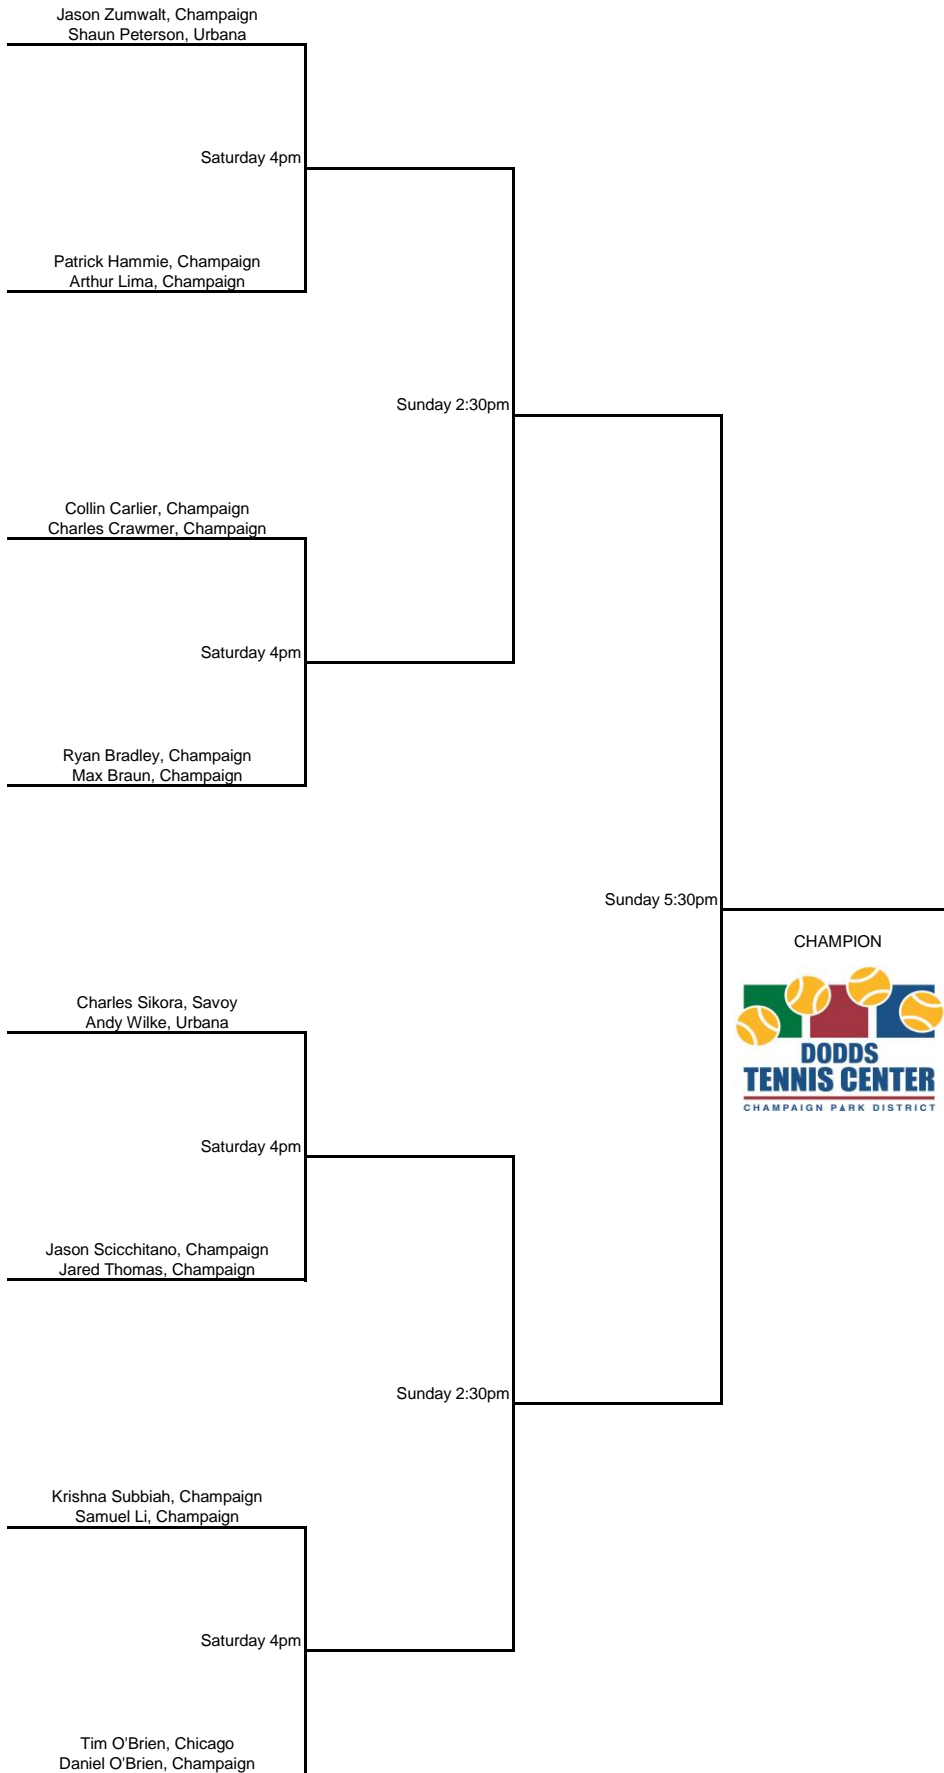 Jason Zumwalt, Champaign
Shaun Peterson, Urbana
Saturday 4pm
Patrick Hammie, Champaign
Arthur Lima, Champaign
Sunday 2:30pm
Collin Carlier, Champaign
Charles Crawmer, Champaign
Saturday 4pm
Ryan Bradley, Champaign
Max Braun, Champaign
Sunday 5:30pm
CHAMPION
DODDS
TENNIS CENTER
CHAMPAIGN PARK DISTRICT
Charles Sikora, Savoy
Andy Wilke, Urbana
Saturday 4pm
Jason Scicchitano, Champaign
Jared Thomas, Champaign
Sunday 2:30pm
Krishna Subbiah, Champaign
Samuel Li, Champaign
Saturday 4pm
Tim O'Brien, Chicago
Daniel O'Brien, Champaign